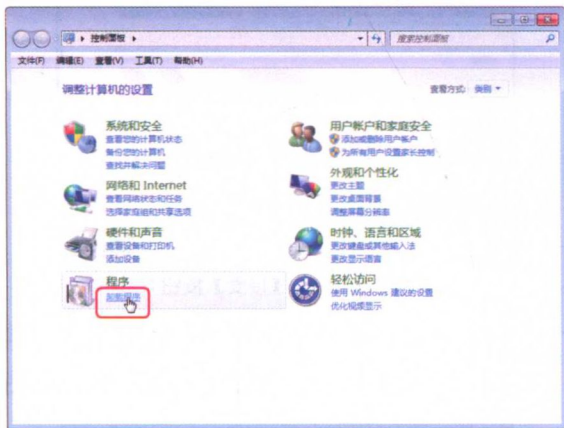 控制面板
搜索控制面板
文件(F) 编辑(E) 查看(V) 工具(T) 帮助(H)
调整计算机的设置
查看方式: 类别
系统和安全
查看您的计算机状态
备份您的计算机
查找并解决问题
网络和 Internet
查看网络状态和任务
选择家庭组和共享选项
硬件和声音
查看设备和打印机
添加设备
程序
卸载程序
用户帐户和家庭安全
添加或删除用户帐户
为所有用户设置家长控制
外观和个性化
更改主题
更改桌面背景
调整屏幕分辨率
时钟、语言和区域
更改键盘或其他输入法
更改显示语言
轻松访问
使用 Windows 建议的设置
优化视频显示